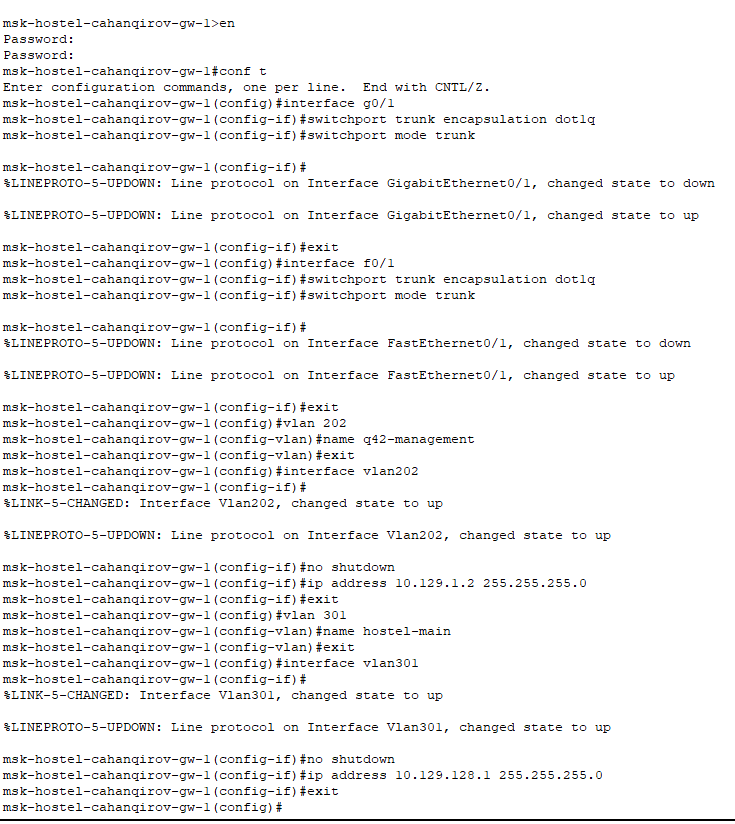 msk-hostel-cahanqirov-gw-1>en
Password:
Password:
msk-hostel-cahanqirov-gw-1#conf t
Enter configuration commands, one per line.  End with CNTL/Z.
msk-hostel-cahanqirov-gw-1(config)#interface g0/1
msk-hostel-cahanqirov-gw-1(config-if)#switchport trunk encapsulation dot1q
msk-hostel-cahanqirov-gw-1(config-if)#switchport mode trunk
msk-hostel-cahanqirov-gw-1(config-if)#
%LINEPROTO-5-UPDOWN: Line protocol on Interface GigabitEthernet0/1, changed state to down
%LINEPROTO-5-UPDOWN: Line protocol on Interface GigabitEthernet0/1, changed state to up
msk-hostel-cahanqirov-gw-1(config-if)#exit
msk-hostel-cahanqirov-gw-1(config)#interface f0/1
msk-hostel-cahanqirov-gw-1(config-if)#switchport trunk encapsulation dot1q
msk-hostel-cahanqirov-gw-1(config-if)#switchport mode trunk
msk-hostel-cahanqirov-gw-1(config-if)#
%LINEPROTO-5-UPDOWN: Line protocol on Interface FastEthernet0/1, changed state to down
%LINEPROTO-5-UPDOWN: Line protocol on Interface FastEthernet0/1, changed state to up
msk-hostel-cahanqirov-gw-1(config-if)#exit
msk-hostel-cahanqirov-gw-1(config)#vlan 202
msk-hostel-cahanqirov-gw-1(config-vlan)#name q42-management
msk-hostel-cahanqirov-gw-1(config-vlan)#exit
msk-hostel-cahanqirov-gw-1(config)#interface vlan202
msk-hostel-cahanqirov-gw-1(config-if)#
%LINK-5-CHANGED: Interface Vlan202, changed state to up
%LINEPROTO-5-UPDOWN: Line protocol on Interface Vlan202, changed state to up
msk-hostel-cahanqirov-gw-1(config-if)#no shutdown
msk-hostel-cahanqirov-gw-1(config-if)#ip address 10.129.1.2 255.255.255.0
msk-hostel-cahanqirov-gw-1(config-if)#exit
msk-hostel-cahanqirov-gw-1(config)#vlan 301
msk-hostel-cahanqirov-gw-1(config-vlan)#name hostel-main
msk-hostel-cahanqirov-gw-1(config-vlan)#exit
msk-hostel-cahanqirov-gw-1(config)#interface vlan301
msk-hostel-cahanqirov-gw-1(config-if)#
%LINK-5-CHANGED: Interface Vlan301, changed state to up
%LINEPROTO-5-UPDOWN: Line protocol on Interface Vlan301, changed state to up
msk-hostel-cahanqirov-gw-1(config-if)#no shutdown
msk-hostel-cahanqirov-gw-1(config-if)#ip address 10.129.128.1 255.255.255.0
msk-hostel-cahanqirov-gw-1(config-if)#exit
msk-hostel-cahanqirov-gw-1(config)#